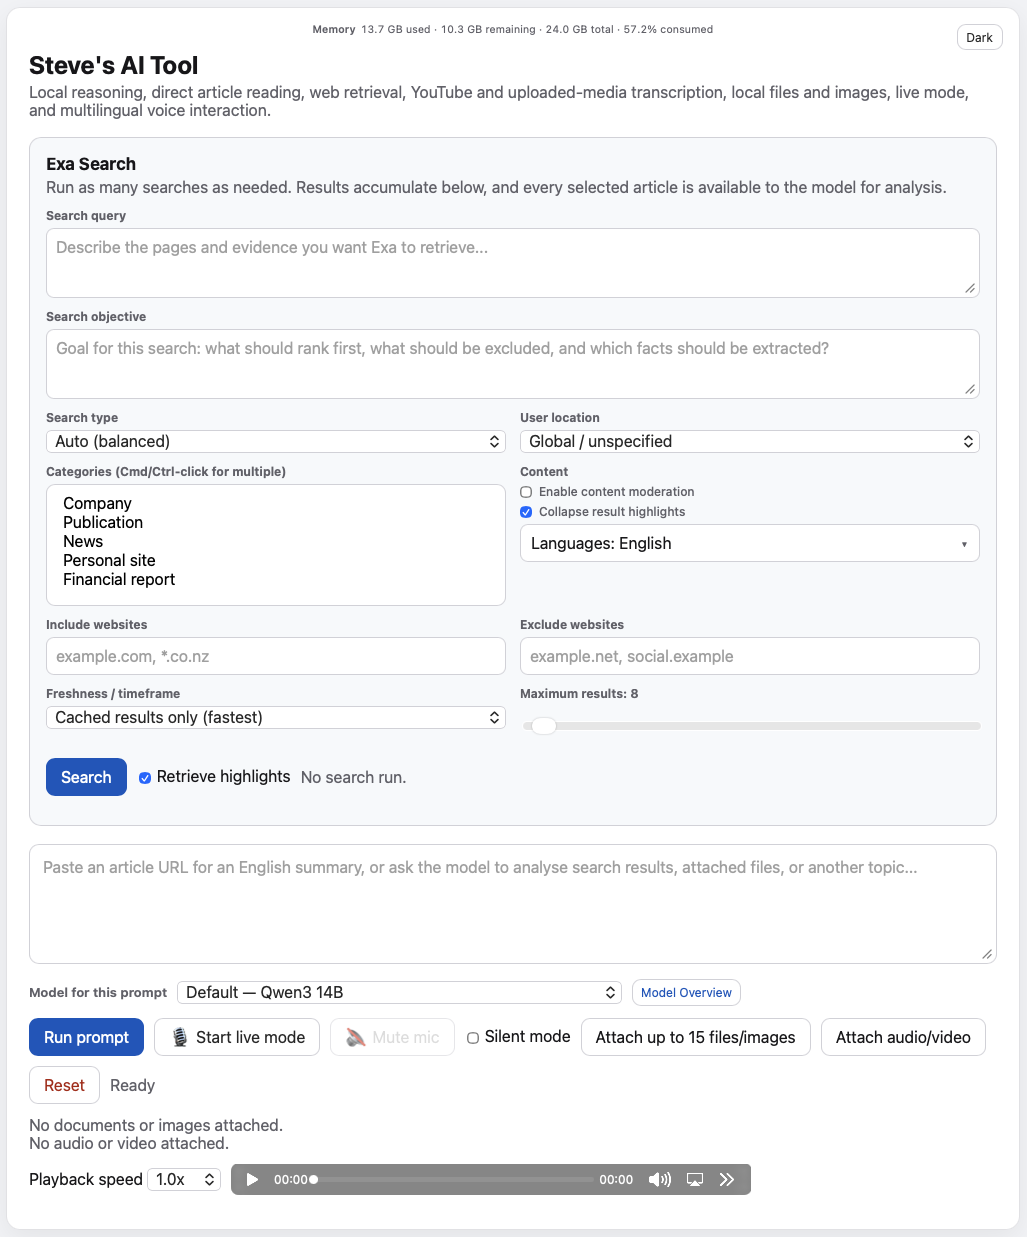 Memory 13.7 GB used · 10.3 GB remaining · 24.0 GB total · 57.2% consumed
Dark
Steve's AI Tool
Local reasoning, direct article reading, web retrieval, YouTube and uploaded-media transcription, local files and images, live mode,
and multilingual voice interaction.
Exa Search
Run as many searches as needed. Results accumulate below, and every selected article is available to the model for analysis.
Search query
Describe the pages and evidence you want Exa to retrieve...
Search objective
Goal for this search: what should rank first, what should be excluded, and which facts should be extracted?
Search type
User location
Auto (balanced)
Global / unspecified
Categories (Cmd/Ctrl-click for multiple)
Content
Company
Publication
News
Personal site
Financial report
Enable content moderation
Collapse result highlights
Languages: English
Include websites
Exclude websites
example.com, *.co.nz
example.net, social.example
Freshness / timeframe
Maximum results: 8
Cached results only (fastest)
Search
Retrieve highlights
No search run.
Paste an article URL for an English summary, or ask the model to analyse search results, attached files, or another topic...
Model for this prompt
Default — Qwen3 14B
Model Overview
Run prompt
Start live mode
Mute mic
Silent mode
Attach up to 15 files/images
Attach audio/video
Reset
Ready
No documents or images attached.
No audio or video attached.
Playback speed
1.0x
00:00
00:00